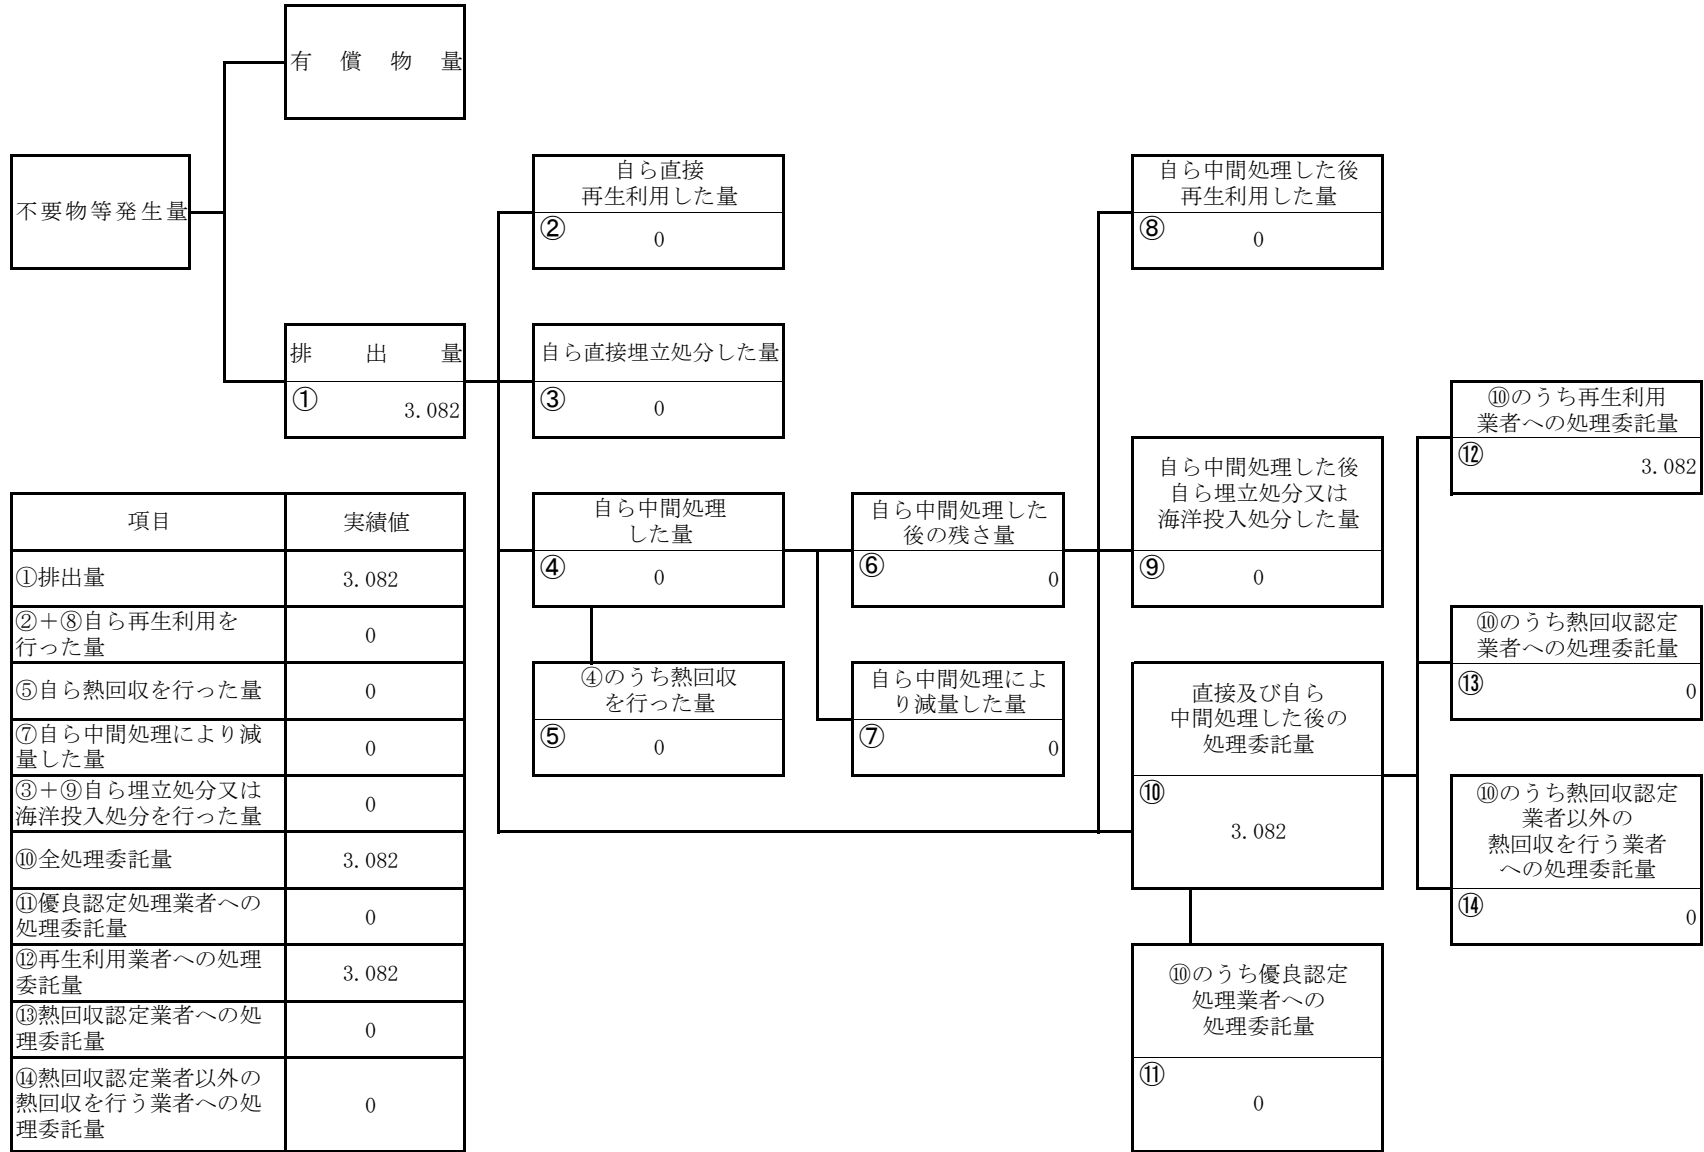 有償物量
不要物等発生量
排出量
①
3.082
自ら直接
再生利用した量
②
0
自ら直接埋立処分した量
③
0
自ら中間処理
した量
④
0
④のうち熱回収
を行った量
⑤
0
自ら中間処理した
後の残さ量
⑥
0
自ら中間処理によ
り減量した量
⑦
0
自ら中間処理した後
再生利用した量
⑧
0
自ら中間処理した後
自ら埋立処分又は
海洋投入処分した量
⑨
0
直接及び自ら
中間処理した後の
処理委託量
⑩
3.082
⑩のうち優良認定
処理業者への
処理委託量
⑪
0
⑩のうち再生利用
業者への処理委託量
⑫
3.082
⑩のうち熱回収認定
業者への処理委託量
⑬
0
⑩のうち熱回収認定
業者以外の
熱回収を行う業者
への処理委託量
⑭
0
項目 実績値
①排出量 3.082
②＋⑧自ら再生利用を
行った量
0
⑤自ら熱回収を行った量 0
⑦自ら中間処理により減
量した量
0
③＋⑨自ら埋立処分又は
海洋投入処分を行った量
0
⑩全処理委託量 3.082
⑪優良認定処理業者への
処理委託量
0
⑫再生利用業者への処理
委託量
3.082
⑬熱回収認定業者への処
理委託量
0
⑭熱回収認定業者以外の
熱回収を行う業者への処
理委託量
0